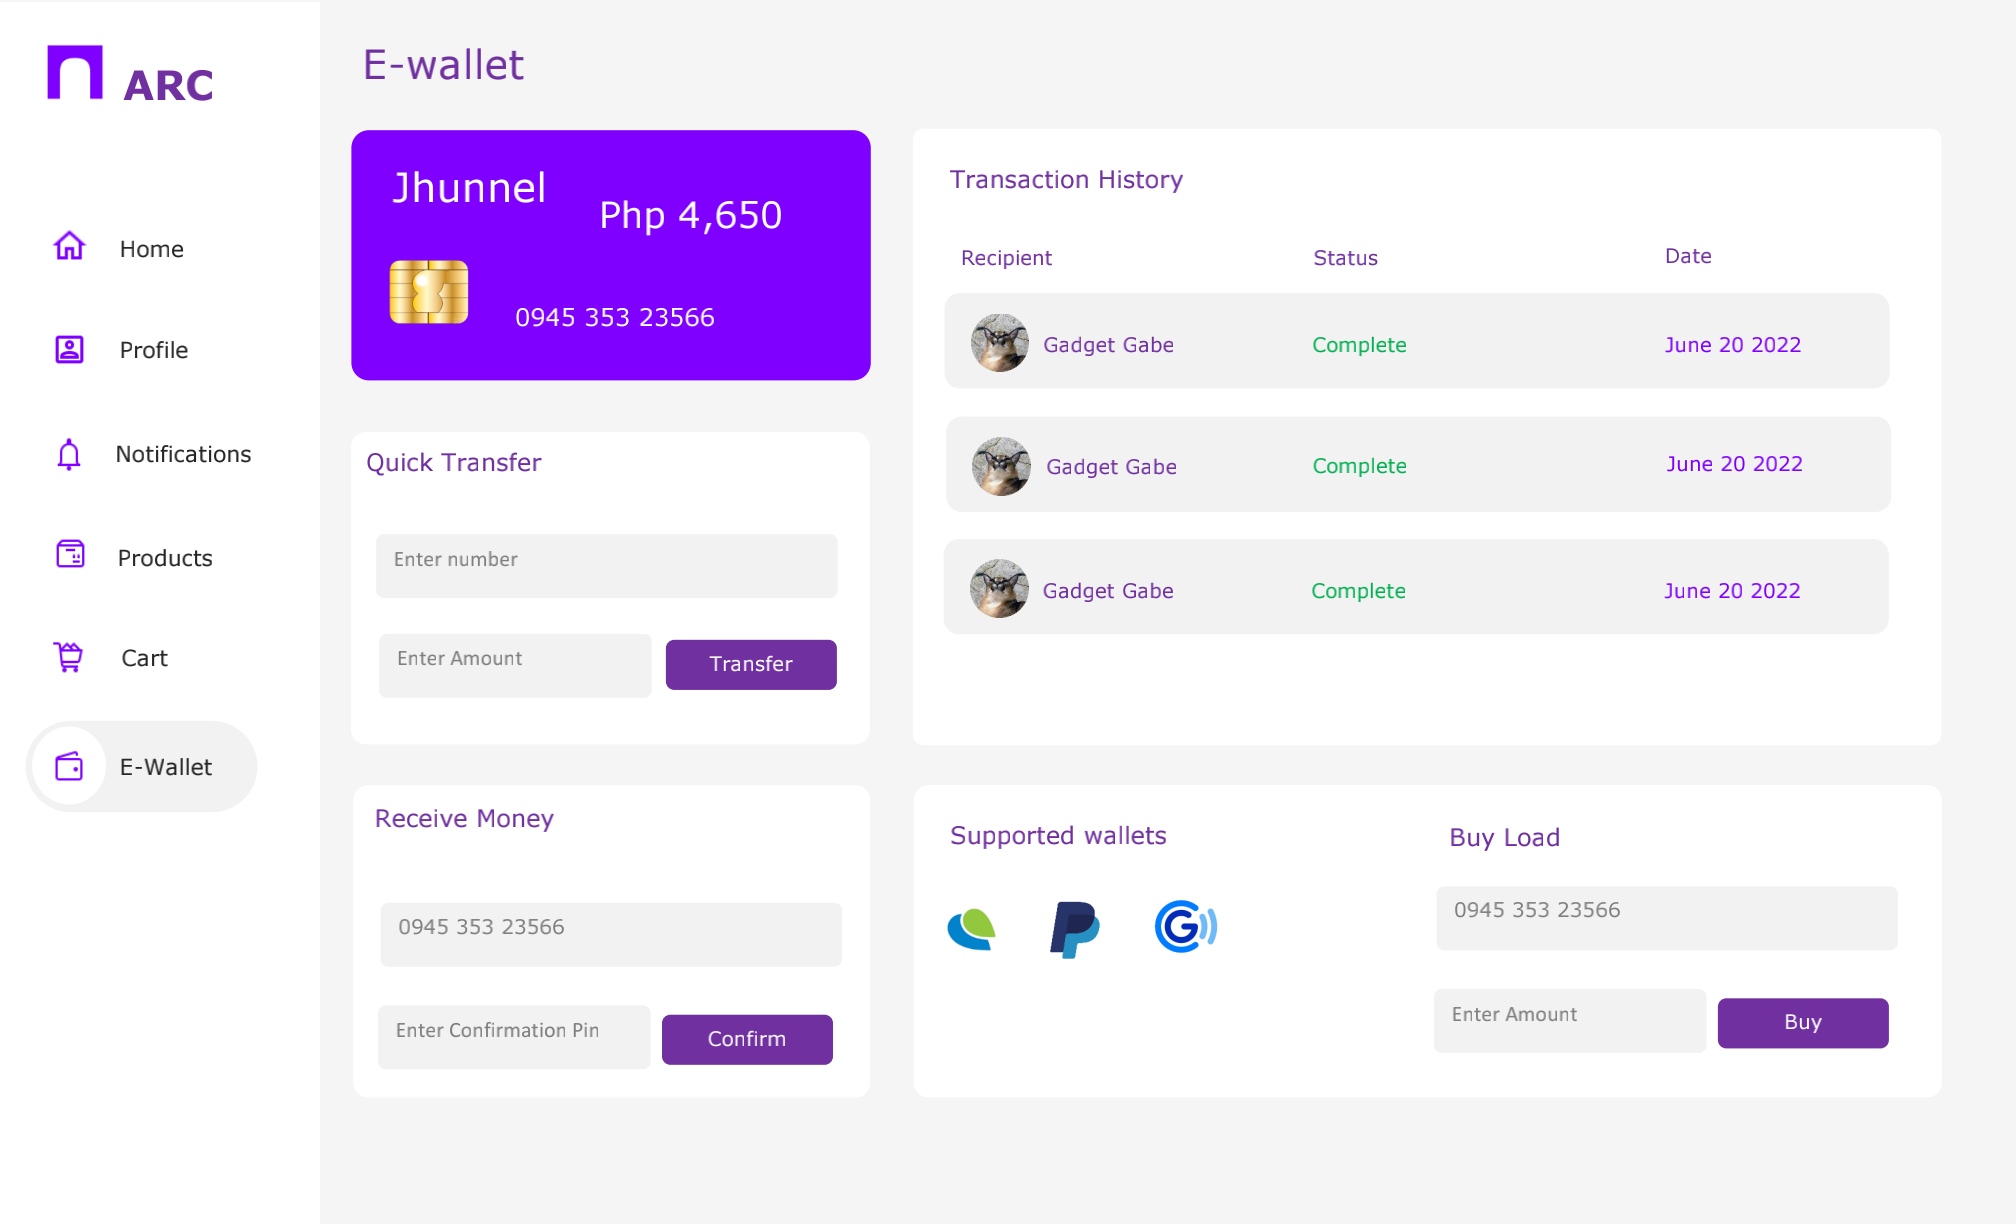 ARC
Home
Profile
Notifications
Products
Cart
E-Wallet
E-wallet
Jhunnel
Php 4,650
0945 353 23566
Quick Transfer
Enter number
Enter Amount
Transfer
Receive Money
0945 353 23566
Enter Confirmation Pin
Confirm
Transaction History
Recipient Status Date
Gadget Gabe Complete June 20 2022
Gadget Gabe Complete June 20 2022
Gadget Gabe Complete June 20 2022
Supported wallets
Buy Load
0945 353 23566
Enter Amount
Buy